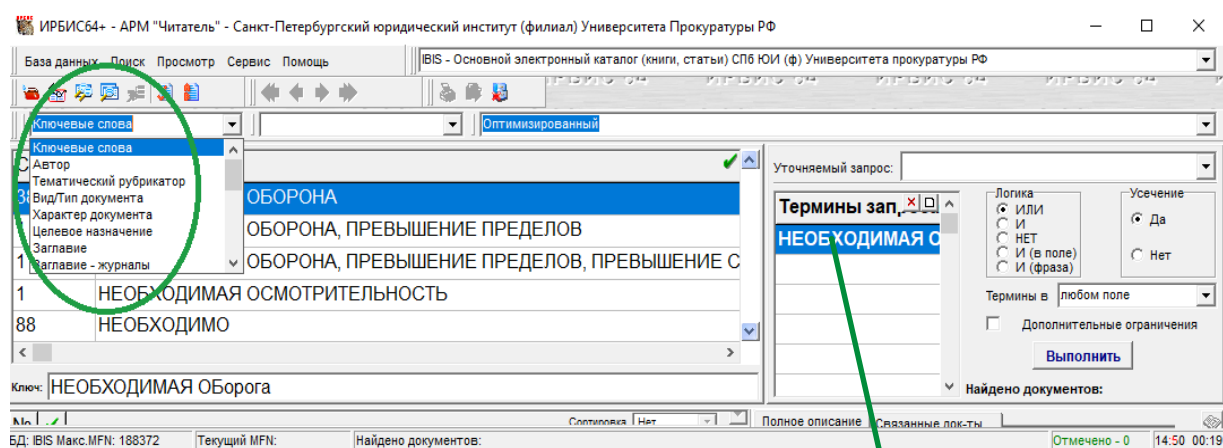 ИРБИС64+ - АРМ "Читатель" - Санкт-Петербургский юридический институт (филиал) Университета Прокуратуры РФ
База данных Поиск Просмотр Сервис Помощь
IBIS - Основной электронный каталог (книги, статьи) СПб ЮИ (ф) Университета прокуратуры РФ
Ключевые слова
Оптимизированный
Ключевые слова
Автор
Тематический рубрикатор
Вид/Тип документа
Характер документа
Целевое назначение
Заглавие
Заглавие - журналы
ОБОРОНА
ОБОРОНА, ПРЕВЫШЕНИЕ ПРЕДЕЛОВ
1 ОБОРОНА, ПРЕВЫШЕНИЕ ПРЕДЕЛОВ, ПРЕВЫШЕНИЕ С
1 НЕОБХОДИМАЯ ОСМОТРИТЕЛЬНОСТЬ
88 НЕОБХОДИМО
Ключ: НЕОБХОДИМАЯ ОБорога
Уточняемый запрос:
Термины зап
НЕОБХОДИМАЯ О
Логика
ИЛИ
И
НЕТ
И (в поле)
И (фраза)
Усечение
Да
Нет
Термины в любом поле
Дополнительные ограничения
Выполнить
Найдено документов:
№ Сортировка Нет
Полное описание Связанные док-ты
БД: IBIS Макс.MFN: 188372 Текущий MFN: Найдено документов: Отмечено - 0 14:50 00:19